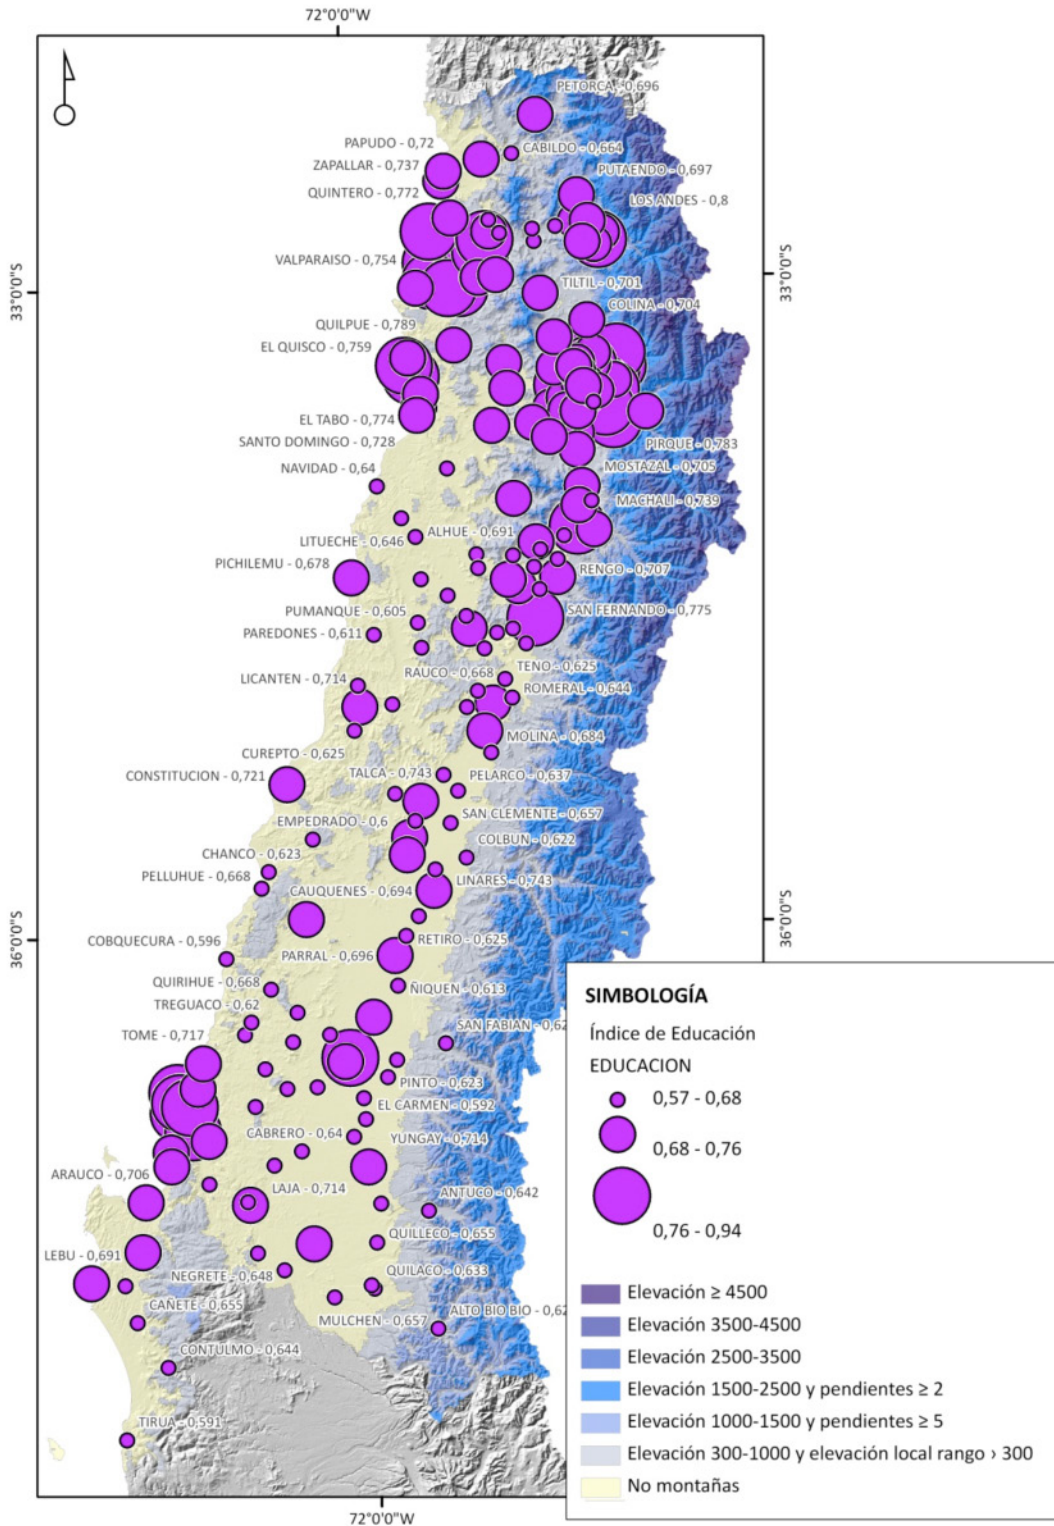 72°0'0"W
PETORCA - 0,696
PAPUDO - 0,72
CABILDO - 0,664
ZAPALLAR - 0,737
PUTAENDO - 0,697
QUINTERO - 0,772
LOS ANDES - 0,8
VALPARAISO - 0,754
33°0'0"S
33°0'0"S
TILTIL - 0,701
COLINA - 0,704
QUILPUE - 0,789
EL QUISCO - 0,759
EL TABO - 0,774
SANTO DOMINGO - 0,728
PIRQUE - 0,783
NAVIDAD - 0,64
MOSTAZAL - 0,705
MACHALI - 0,739
ALHUE - 0,691
LITUECHE - 0,646
PICHILEMU - 0,678
RENGO - 0,707
PUMANQUE - 0,605
SAN FERNANDO - 0,775
PAREDONES - 0,611
TENO - 0,625
RAUCO - 0,668
LICANTEN - 0,714
ROMERAL - 0,644
MOLINA - 0,684
CUREPTO - 0,625
TALCA - 0,743
PELARCO - 0,637
CONSTITUCION - 0,721
SAN CLEMENTE - 0,657
EMPEDRADO - 0,6
COLBUN - 0,622
CHANCO - 0,623
PELLUHUE - 0,668
LINARES - 0,743
CAUQUENES - 0,694
36°0'0"S
36°0'0"S
COBQUECURA - 0,596
RETIRO - 0,625
PARRAL - 0,696
QUIRIHUE - 0,668
ÑIQUEN - 0,613
TREGUACO - 0,62
SAN FABIAN - 0,62
TOME - 0,717
PINTO - 0,623
EL CARMEN - 0,592
CABRERO - 0,64
YUNGAY - 0,714
ARAUCO - 0,706
LAJA - 0,714
ANTUCO - 0,642
QUILLECO - 0,655
LEBU - 0,691
NEGRETE - 0,648
QUILACO - 0,633
CAÑETE - 0,655
MULCHEN - 0,657
ALTO BIO BIO - 0,62
CONTULMO - 0,644
TIRUA - 0,591
72°0'0"W
SIMBOLOGÍA
Índice de Educación
EDUCACION
0,57 - 0,68
0,68 - 0,76
0,76 - 0,94
Elevación ≥ 4500
Elevación 3500-4500
Elevación 2500-3500
Elevación 1500-2500 y pendientes ≥ 2
Elevación 1000-1500 y pendientes ≥ 5
Elevación 300-1000 y elevación local rango › 300
No montañas